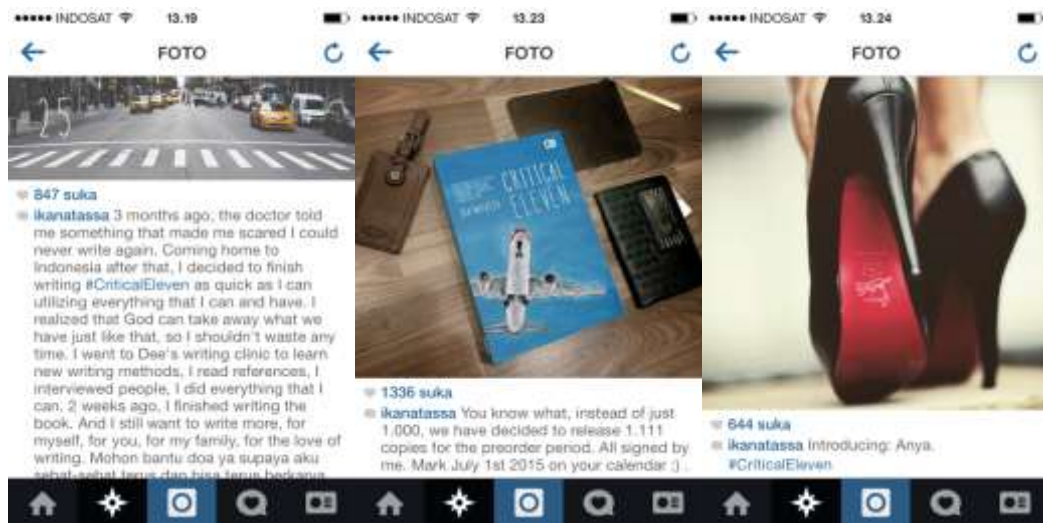 INDOSAT 13.19
FOTO
847 suka
ikanatassa 3 months ago, the doctor told
me something that made me scared I could
never write again. Coming home to
Indonesia after that, I decided to finish
writing #CriticalEleven as quick as I can
utilizing everything that I can and have. I
realized that God can take away what we
have just like that, so I shouldn't waste any
time. I went to Dee's writing clinic to learn
new writing methods, I read references, I
interviewed people, I did everything that I
can. 2 weeks ago, I finished writing the
book. And I still want to write more, for
myself, for you, for my family, for the love of
writing. Mohon bantu doa ya supaya aku
sehat-sehat terus dan bisa terus berkarya
INDOSAT 13.23
FOTO
CRITICAL
ELEVEN
1336 suka
ikanatassa You know what, instead of just
1.000, we have decided to release 1.111
copies for the preorder period. All signed by
me. Mark July 1st 2015 on your calendar :) .
INDOSAT 13.24
FOTO
644 suka
ikanatassa Introducing: Anya.
#CriticalEleven